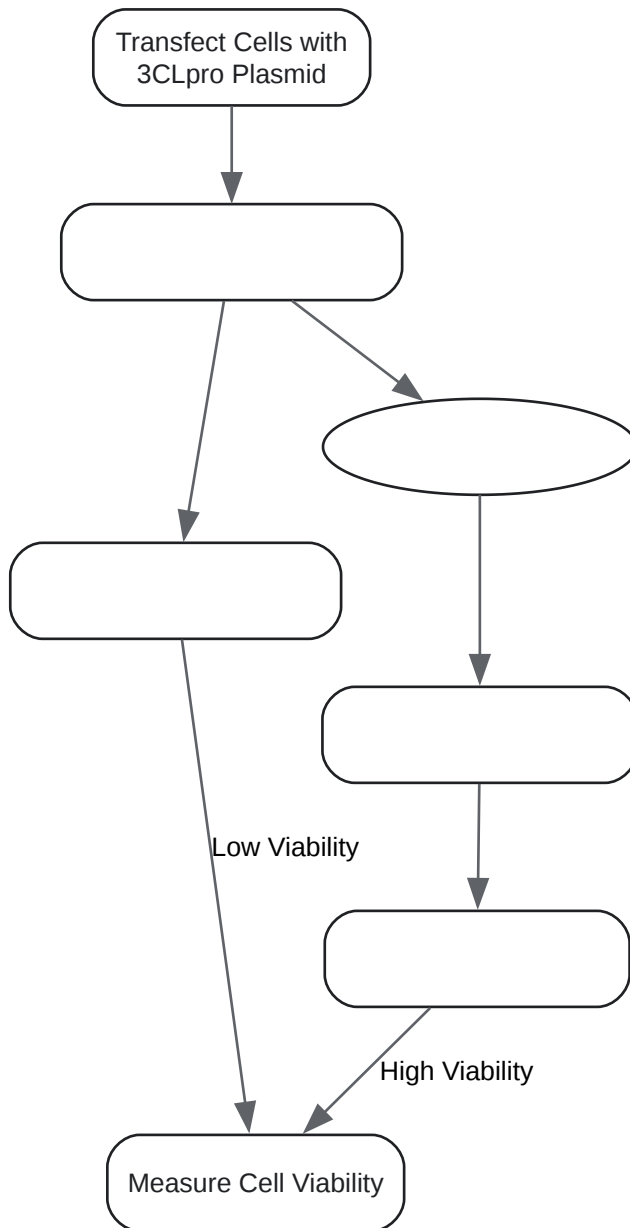 Transfect Cells with
3CLpro Plasmid
Low Viability
High Viability
Measure Cell Viability